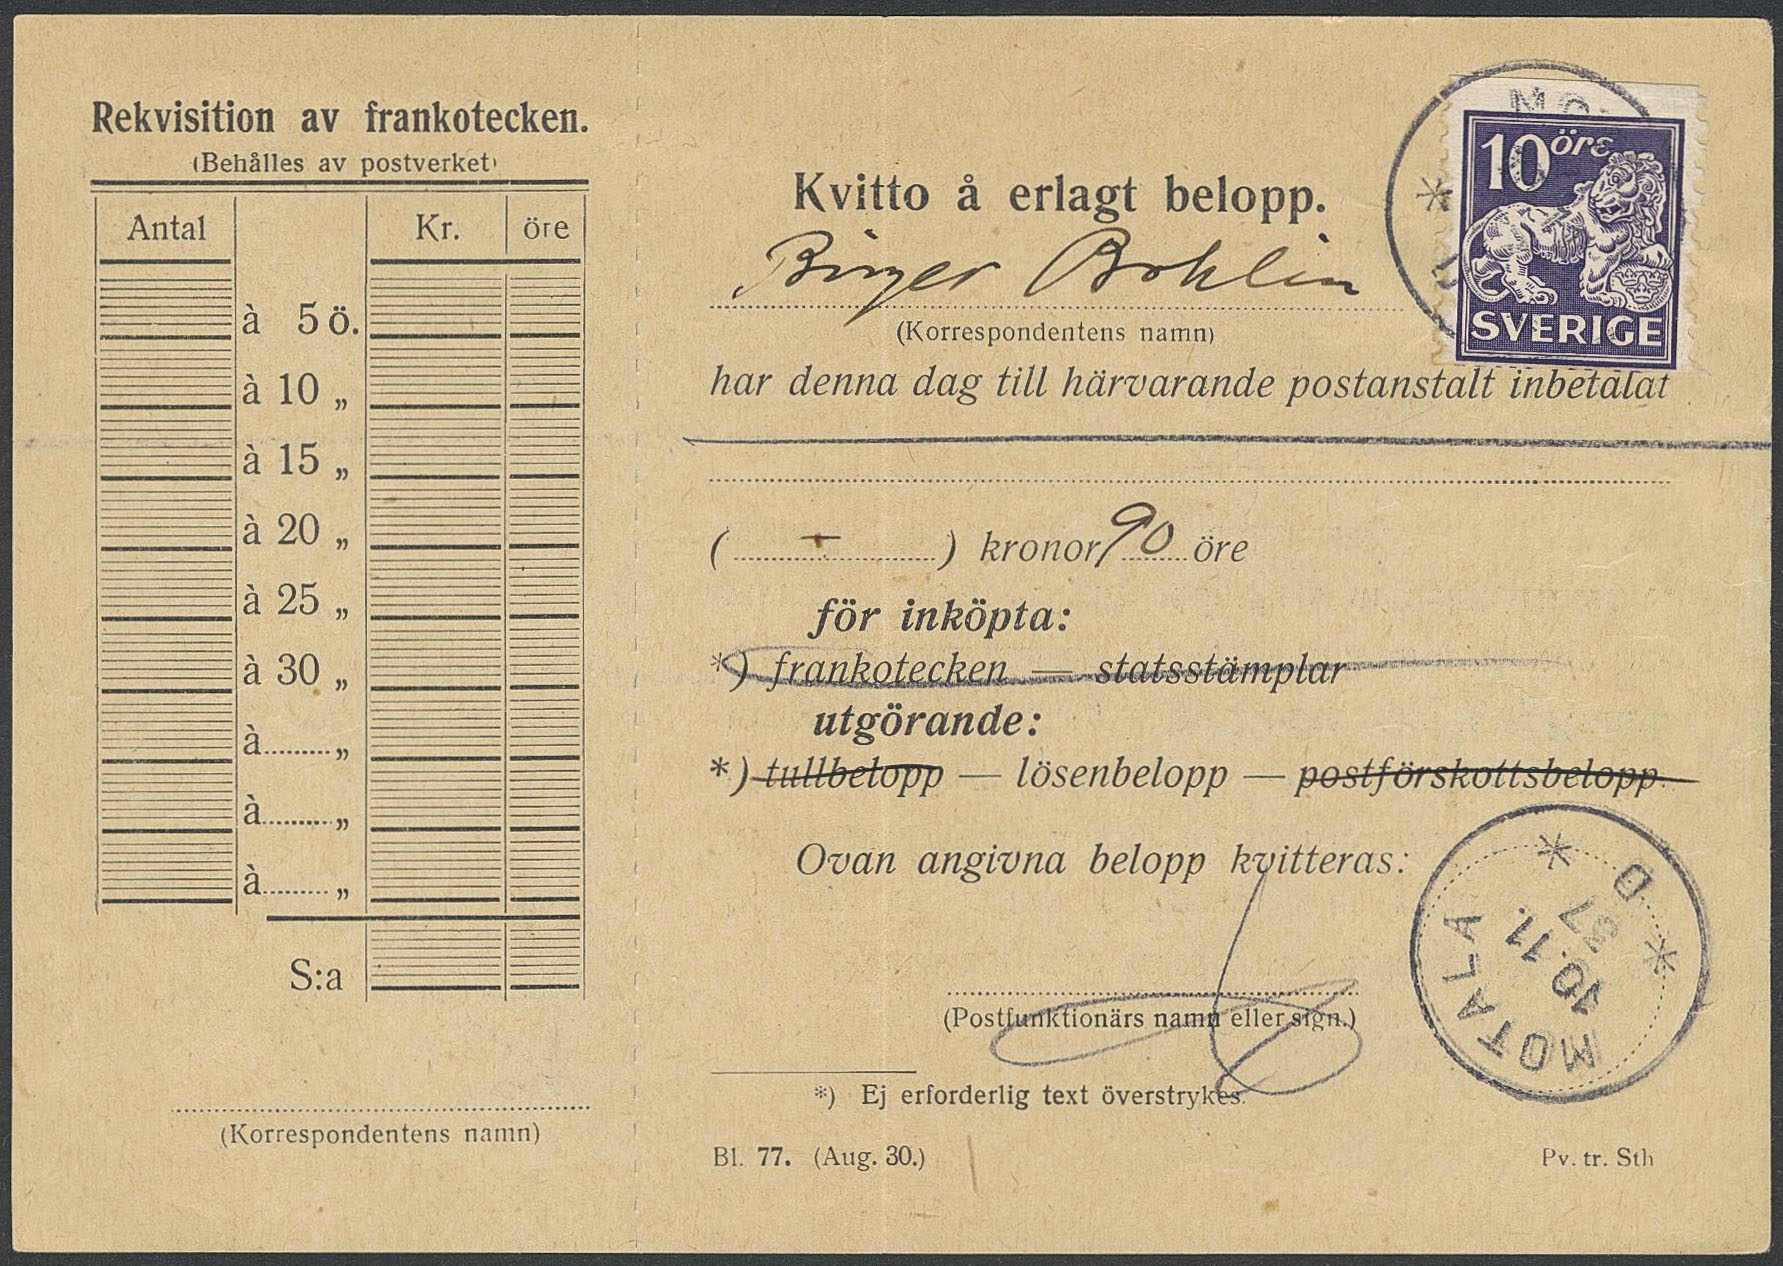 Rekvisition av frankotecken.
(Behålles av postverket)
Antal Kr. öre
à 5 ö.
à 10 „
à 15 „
à 20 „
à 25 „
à 30 „
à ......... „
à ......... „
à ......... „
S:a
(Korrespondentens namn)
10 öre
SVERIGE
Kvitto å erlagt belopp.
Birger Bohlin
(Korrespondentens namn)
har denna dag till härvarande postanstalt inbetalat
( – ) kronor 90 öre
för inköpta:
*) frankotecken — statsstämplar
utgörande:
*) tullbelopp — lösenbelopp — postförskottsbelopp.
Ovan angivna belopp kvitteras:
(Postfunktionärs namn eller sign.)
*) Ej erforderlig text överstrykes.
Bl. 77. (Aug. 30.) Pv. tr. Sth
MOTALA
10.11.
37
* D *